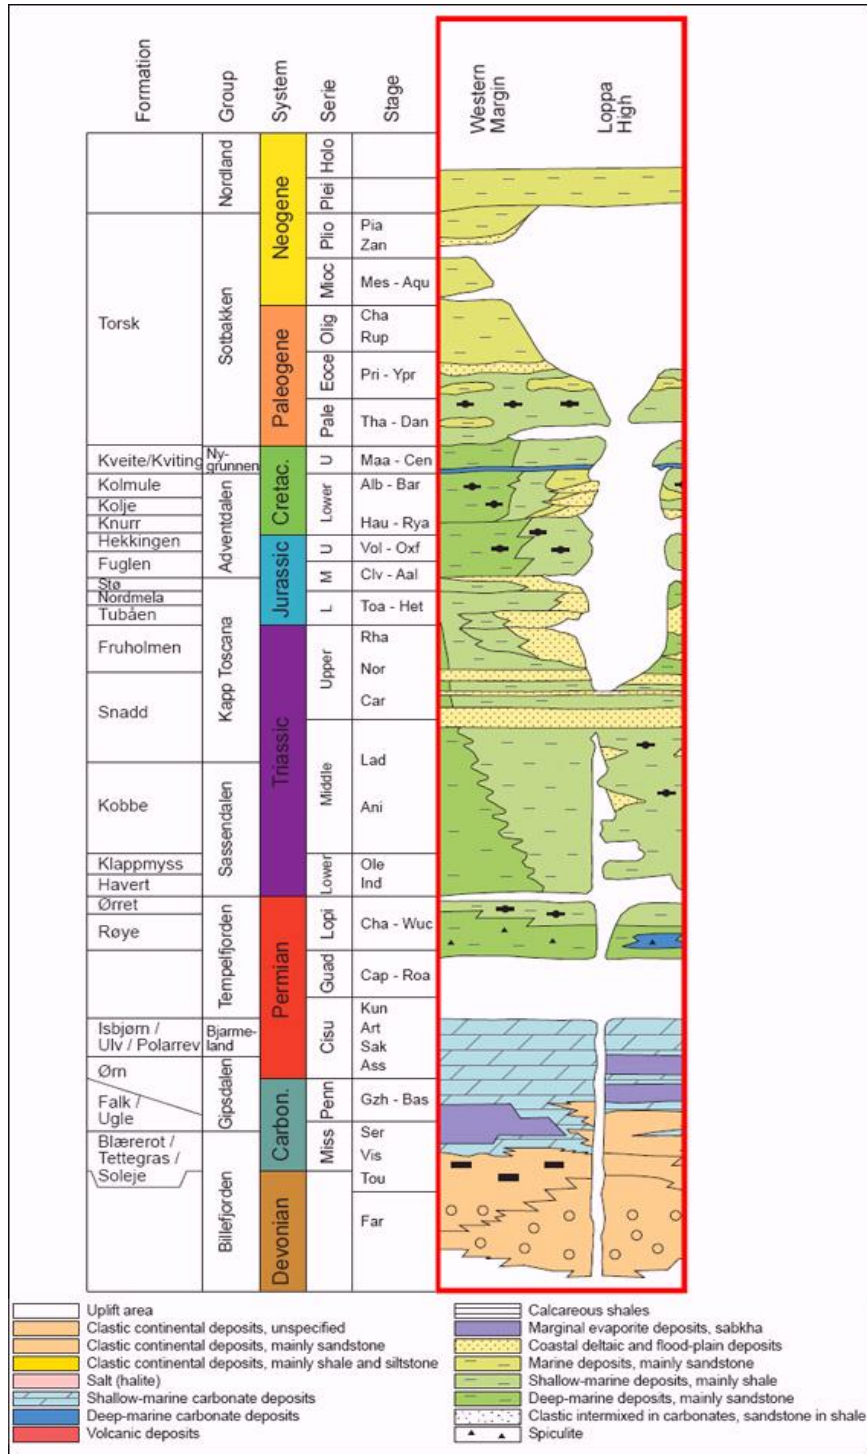 Formation
Group
System
Serie
Stage
Western
Margin
Loppa
High
Torsk
Kveite/Kviting
Kolmule
Kolje
Knurr
Hekkingen
Fuglen
Stø
Nordmela
Tubåen
Fruholmen
Snadd
Kobbe
Klappmyss
Havert
Ørret
Røye
Isbjørn /
Ulv / Polarrev
Ørn
Falk /
Ugle
Blærerot /
Tettegras /
Soleje
Nordland
Sotbakken
Ny-
grunnen
Adventdalen
Kapp Toscana
Sassendalen
Tempelfjorden
Bjarme-
land
Gipsdalen
Billefjorden
Neogene
Paleogene
Cretac.
Jurassic
Triassic
Permian
Carbon.
Devonian
Holo
Plei
Plio
Mioc
Olig
Eoce
Pale
U
Lower
U
M
L
Upper
Middle
Lower
Lopi
Guad
Cisu
Penn
Miss
Pia
Zan
Mes - Aqu
Cha
Rup
Pri - Ypr
Tha - Dan
Maa - Cen
Alb - Bar
Hau - Rya
Vol - Oxf
Clv - Aal
Toa - Het
Rha
Nor
Car
Lad
Ani
Ole
Ind
Cha - Wuc
Cap - Roa
Kun
Art
Sak
Ass
Gzh - Bas
Ser
Vis
Tou
Far
Uplift area
Clastic continental deposits, unspecified
Clastic continental deposits, mainly sandstone
Clastic continental deposits, mainly shale and siltstone
Salt (halite)
Shallow-marine carbonate deposits
Deep-marine carbonate deposits
Volcanic deposits
Calcareous shales
Marginal evaporite deposits, sabkha
Coastal deltaic and flood-plain deposits
Marine deposits, mainly sandstone
Shallow-marine deposits, mainly shale
Deep-marine deposits, mainly sandstone
Clastic intermixed in carbonates, sandstone in shale
Spiculite